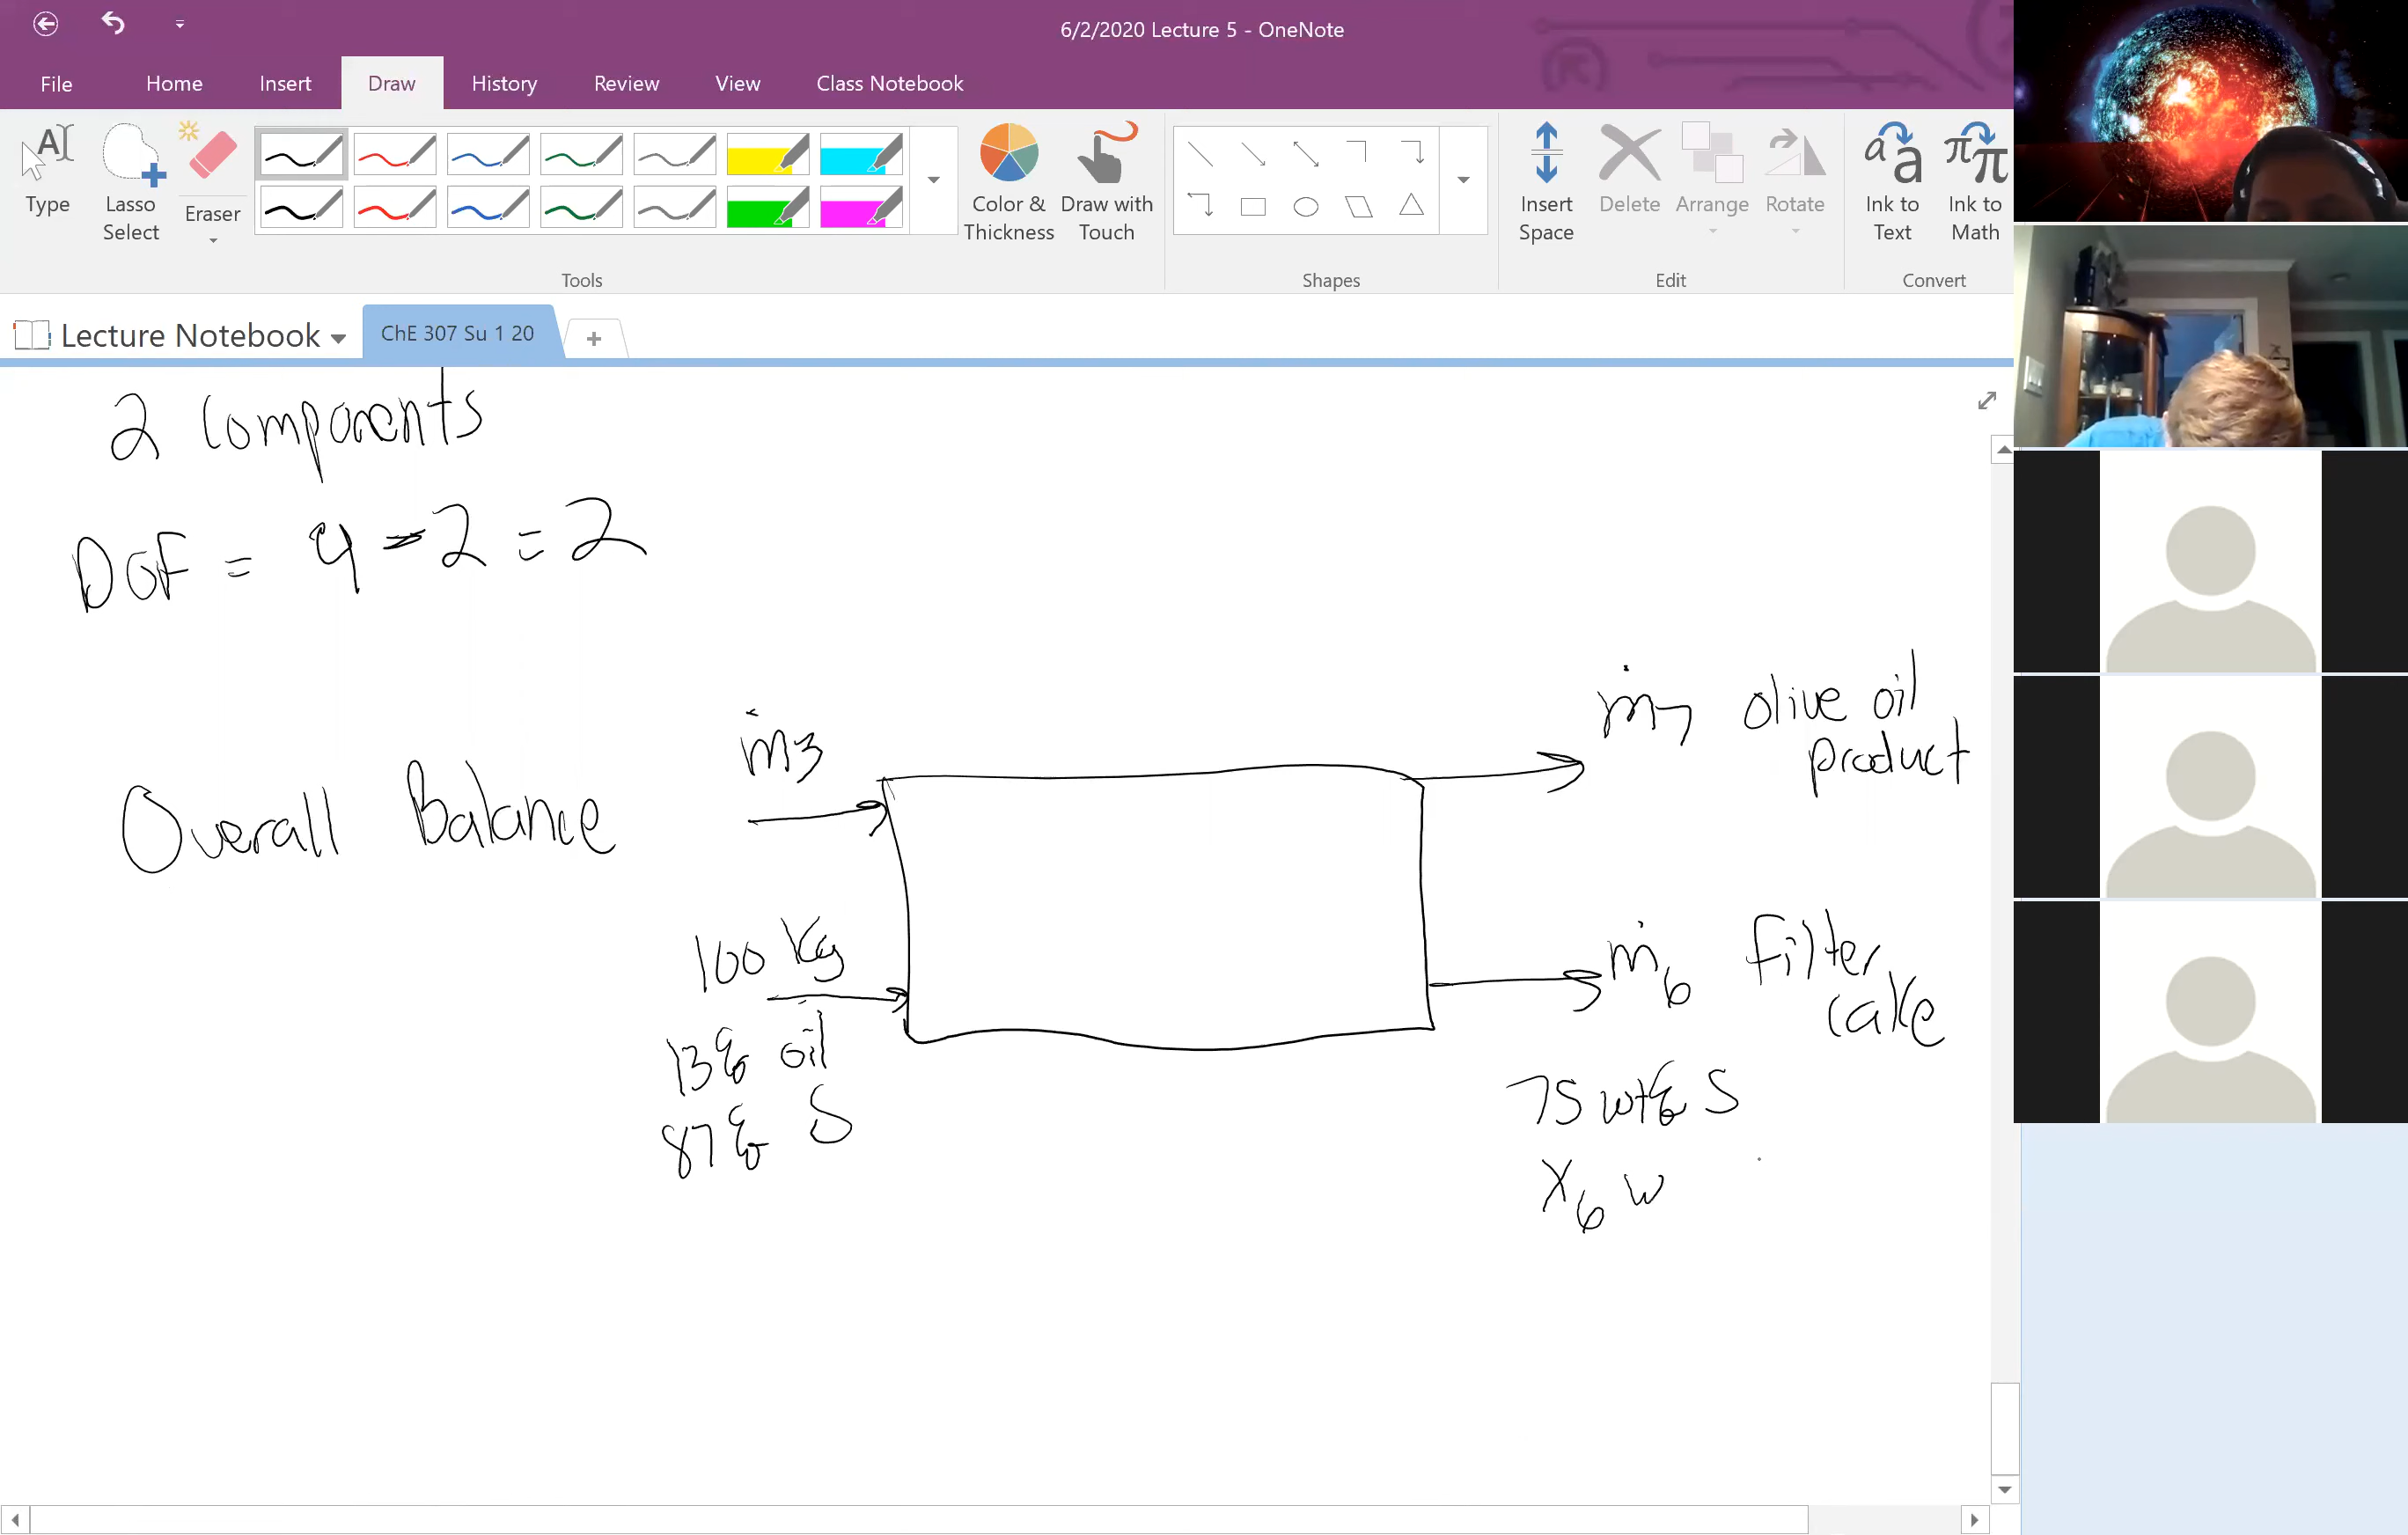 6/2/2020 Lecture 5 - OneNote
File Home Insert Draw History Review View Class Notebook
Type
Lasso Select
Eraser
Color & Thickness
Draw with Touch
Insert Space
Delete
Arrange
Rotate
Ink to Text
Ink to Math
Tools Shapes Edit Convert
Lecture Notebook ChE 307 Su 1 20 +
2 Components
DOF = 4 - 2 = 2
Overall Balance
ṁ3
100 Kg
13% oil
87% S
ṁ7 olive oil product
ṁ6 filter cake
75 wt% S
X6 w